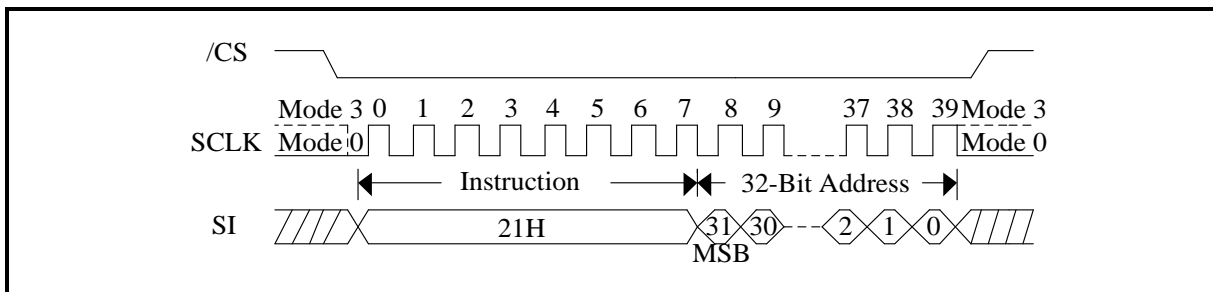 /CS
Mode 3 0 1 2 3 4 5 6 7 8 9 37 38 39 Mode 3
SCLK Mode 0 Mode 0
Instruction 32-Bit Address
SI 21H 31 30 2 1 0
MSB